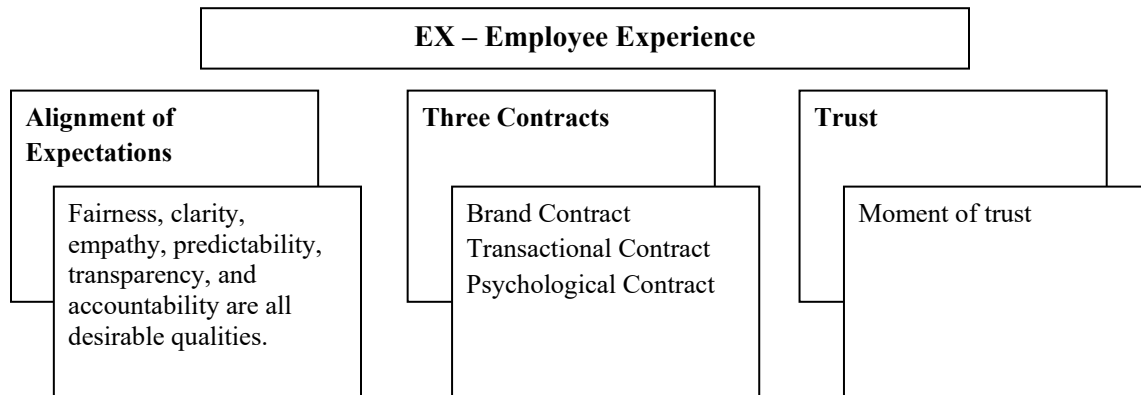 EX – Employee Experience
Alignment of
Expectations
Fairness, clarity,
empathy, predictability,
transparency, and
accountability are all
desirable qualities.
Three Contracts
Brand Contract
Transactional Contract
Psychological Contract
Trust
Moment of trust